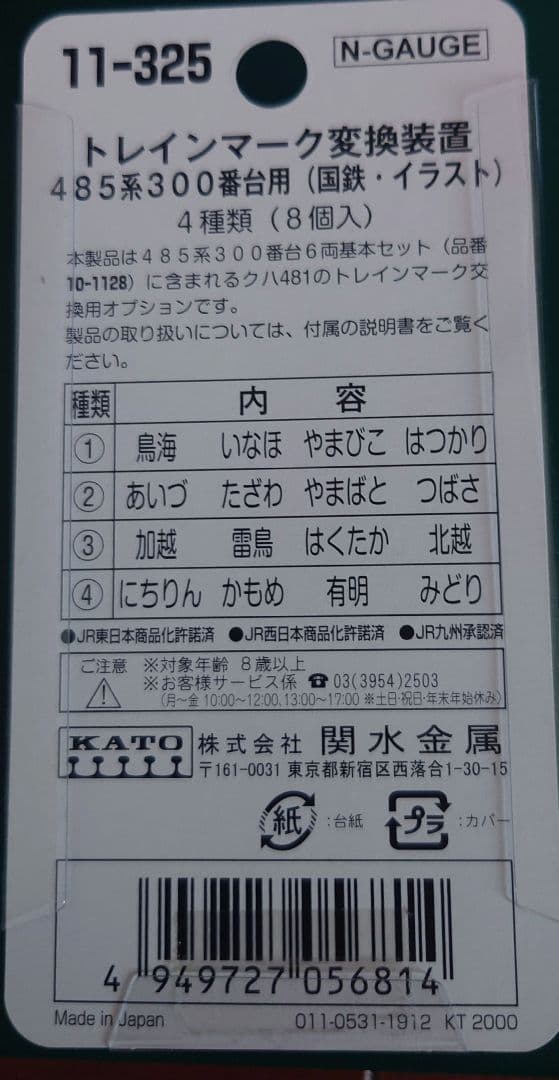 11-325
N-GAUGE
トレインマーク変換装置
485系300番台用（国鉄・イラスト）
4種類（8個入）
本製品は485系300番台6両基本セット（品番
10-1128）に含まれるクハ481のトレインマーク交
換用オプションです。
製品の取り扱いについては、付属の説明書をご覧く
ださい。
種類 内容
① 鳥海 いなほ やまびこ はつかり
② あいづ たざわ やまばと つばさ
③ 加越 雷鳥 はくたか 北越
④ にちりん かもめ 有明 みどり
●JR東日本商品化許諾済 ●JR西日本商品化許諾済 ●JR九州承認済
ご注意 ※対象年齢 8歳以上
※お客様サービス係 ☎ 03(3954)2503
（月～金 10:00～12:00、13:00～17:00 ※土日・祝日・年末年始休み）
KATO 株式会社 関水金属
〒161-0031 東京都新宿区西落合1-30-15
紙 :台紙 プラ :カバー
4 949727 056814
Made in Japan 011-0531-1912 KT 2000